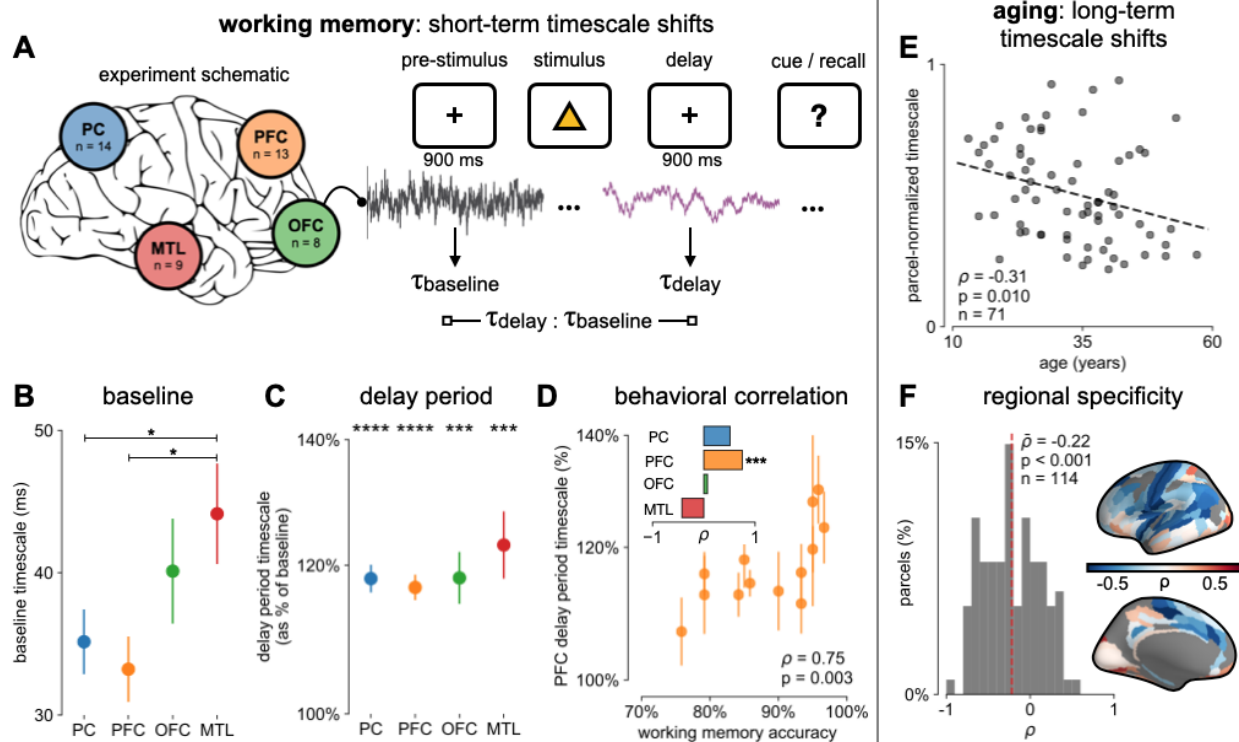 working memory: short-term timescale shifts
A
experiment schematic
PC
n = 14
PFC
n = 13
OFC
n = 8
MTL
n = 9
pre-stimulus stimulus delay cue / recall
+ + ?
900 ms 900 ms
... ...
τbaseline τdelay
τdelay : τbaseline
B baseline
baseline timescale (ms)
50
40
30
*
*
PC PFC OFC MTL
C delay period
**** **** *** ***
delay period timescale
(as % of baseline)
140%
120%
100%
PC PFC OFC MTL
D behavioral correlation
PFC delay period timescale (%)
140%
120%
100%
PC
PFC ***
OFC
MTL
−1 0 1
ρ
ρ = 0.75
p = 0.003
70% 80% 90% 100%
working memory accuracy
aging: long-term
timescale shifts
E
parcel-normalized timescale
1
0
ρ = -0.31
p = 0.010
n = 71
10 35 60
age (years)
F regional specificity
parcels (%)
15%
0%
ρ̄ = -0.22
p < 0.001
n = 114
-0.5 ρ 0.5
-1 0 1
ρ